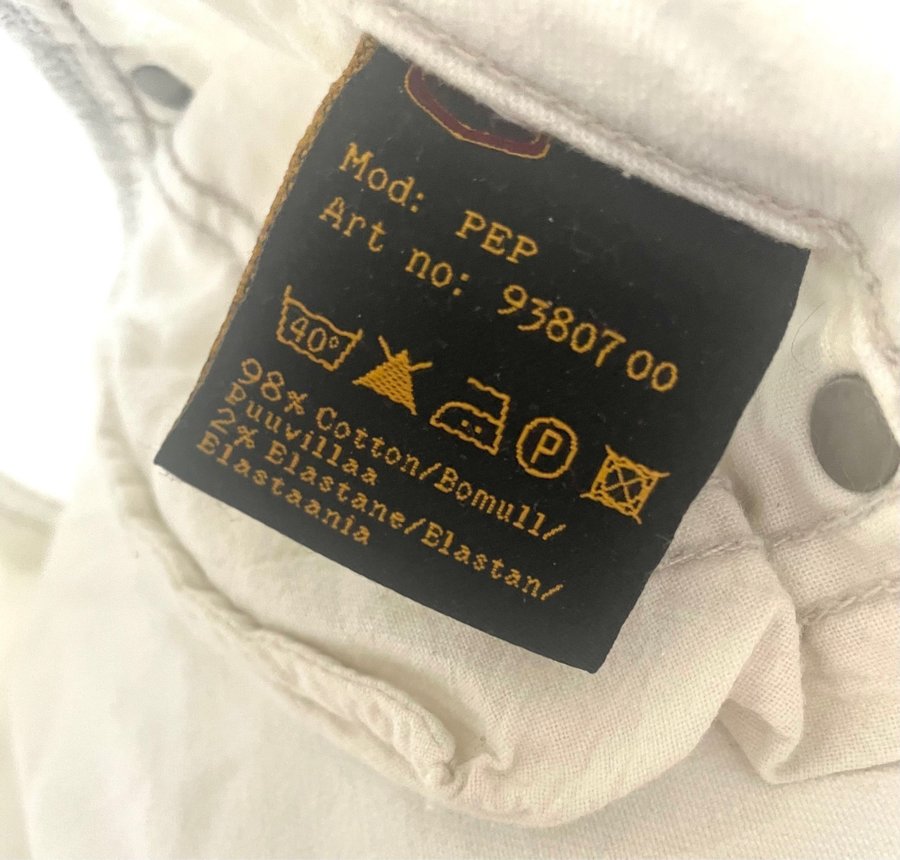 Mod: PEP
Art no: 9380700
40°
P
98% Cotton/Bomull/
Puuvillaa
2% Elastane/Elastan/
Elastaania